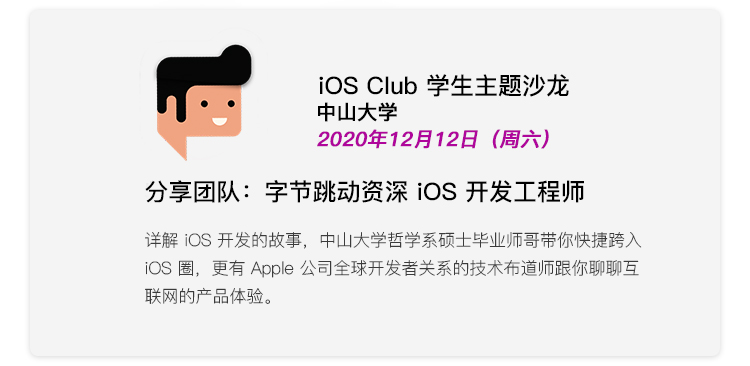 iOS Club 学生主题沙龙
中山大学
2020年12月12日（周六）
分享团队：字节跳动资深 iOS 开发工程师
详解 iOS 开发的故事，中山大学哲学系硕士毕业师哥带你快捷跨入
iOS 圈，更有 Apple 公司全球开发者关系的技术布道师跟你聊聊互
联网的产品体验。